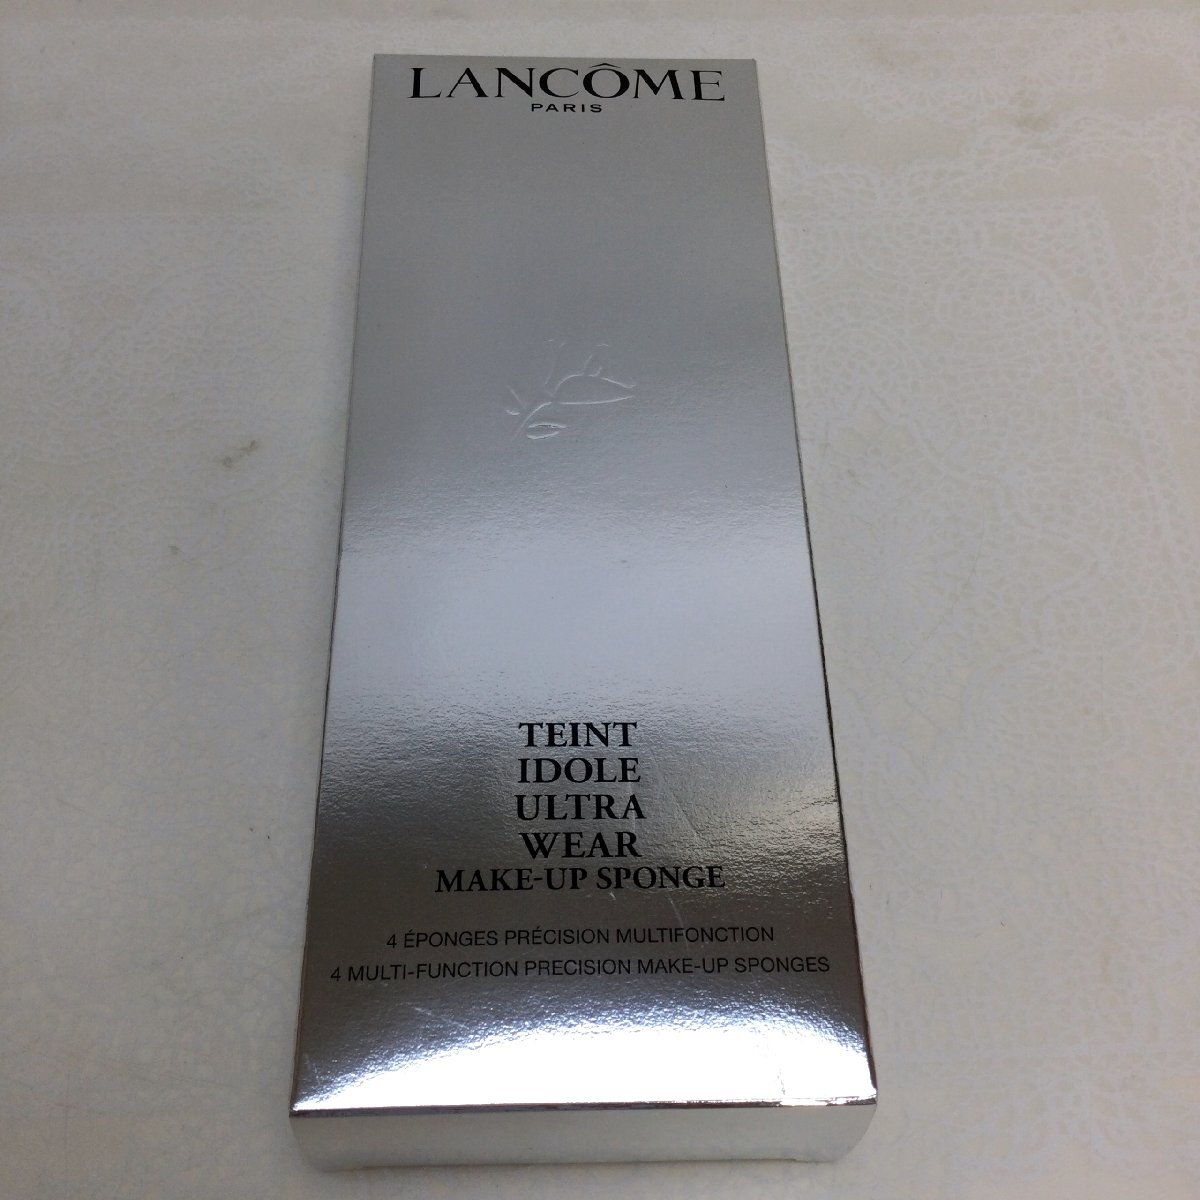 LANCÔME
PARIS
TEINT
IDOLE
ULTRA
WEAR
MAKE-UP SPONGE
4 ÉPONGES PRÉCISION MULTIFONCTION
4 MULTI-FUNCTION PRECISION MAKE-UP SPONGES